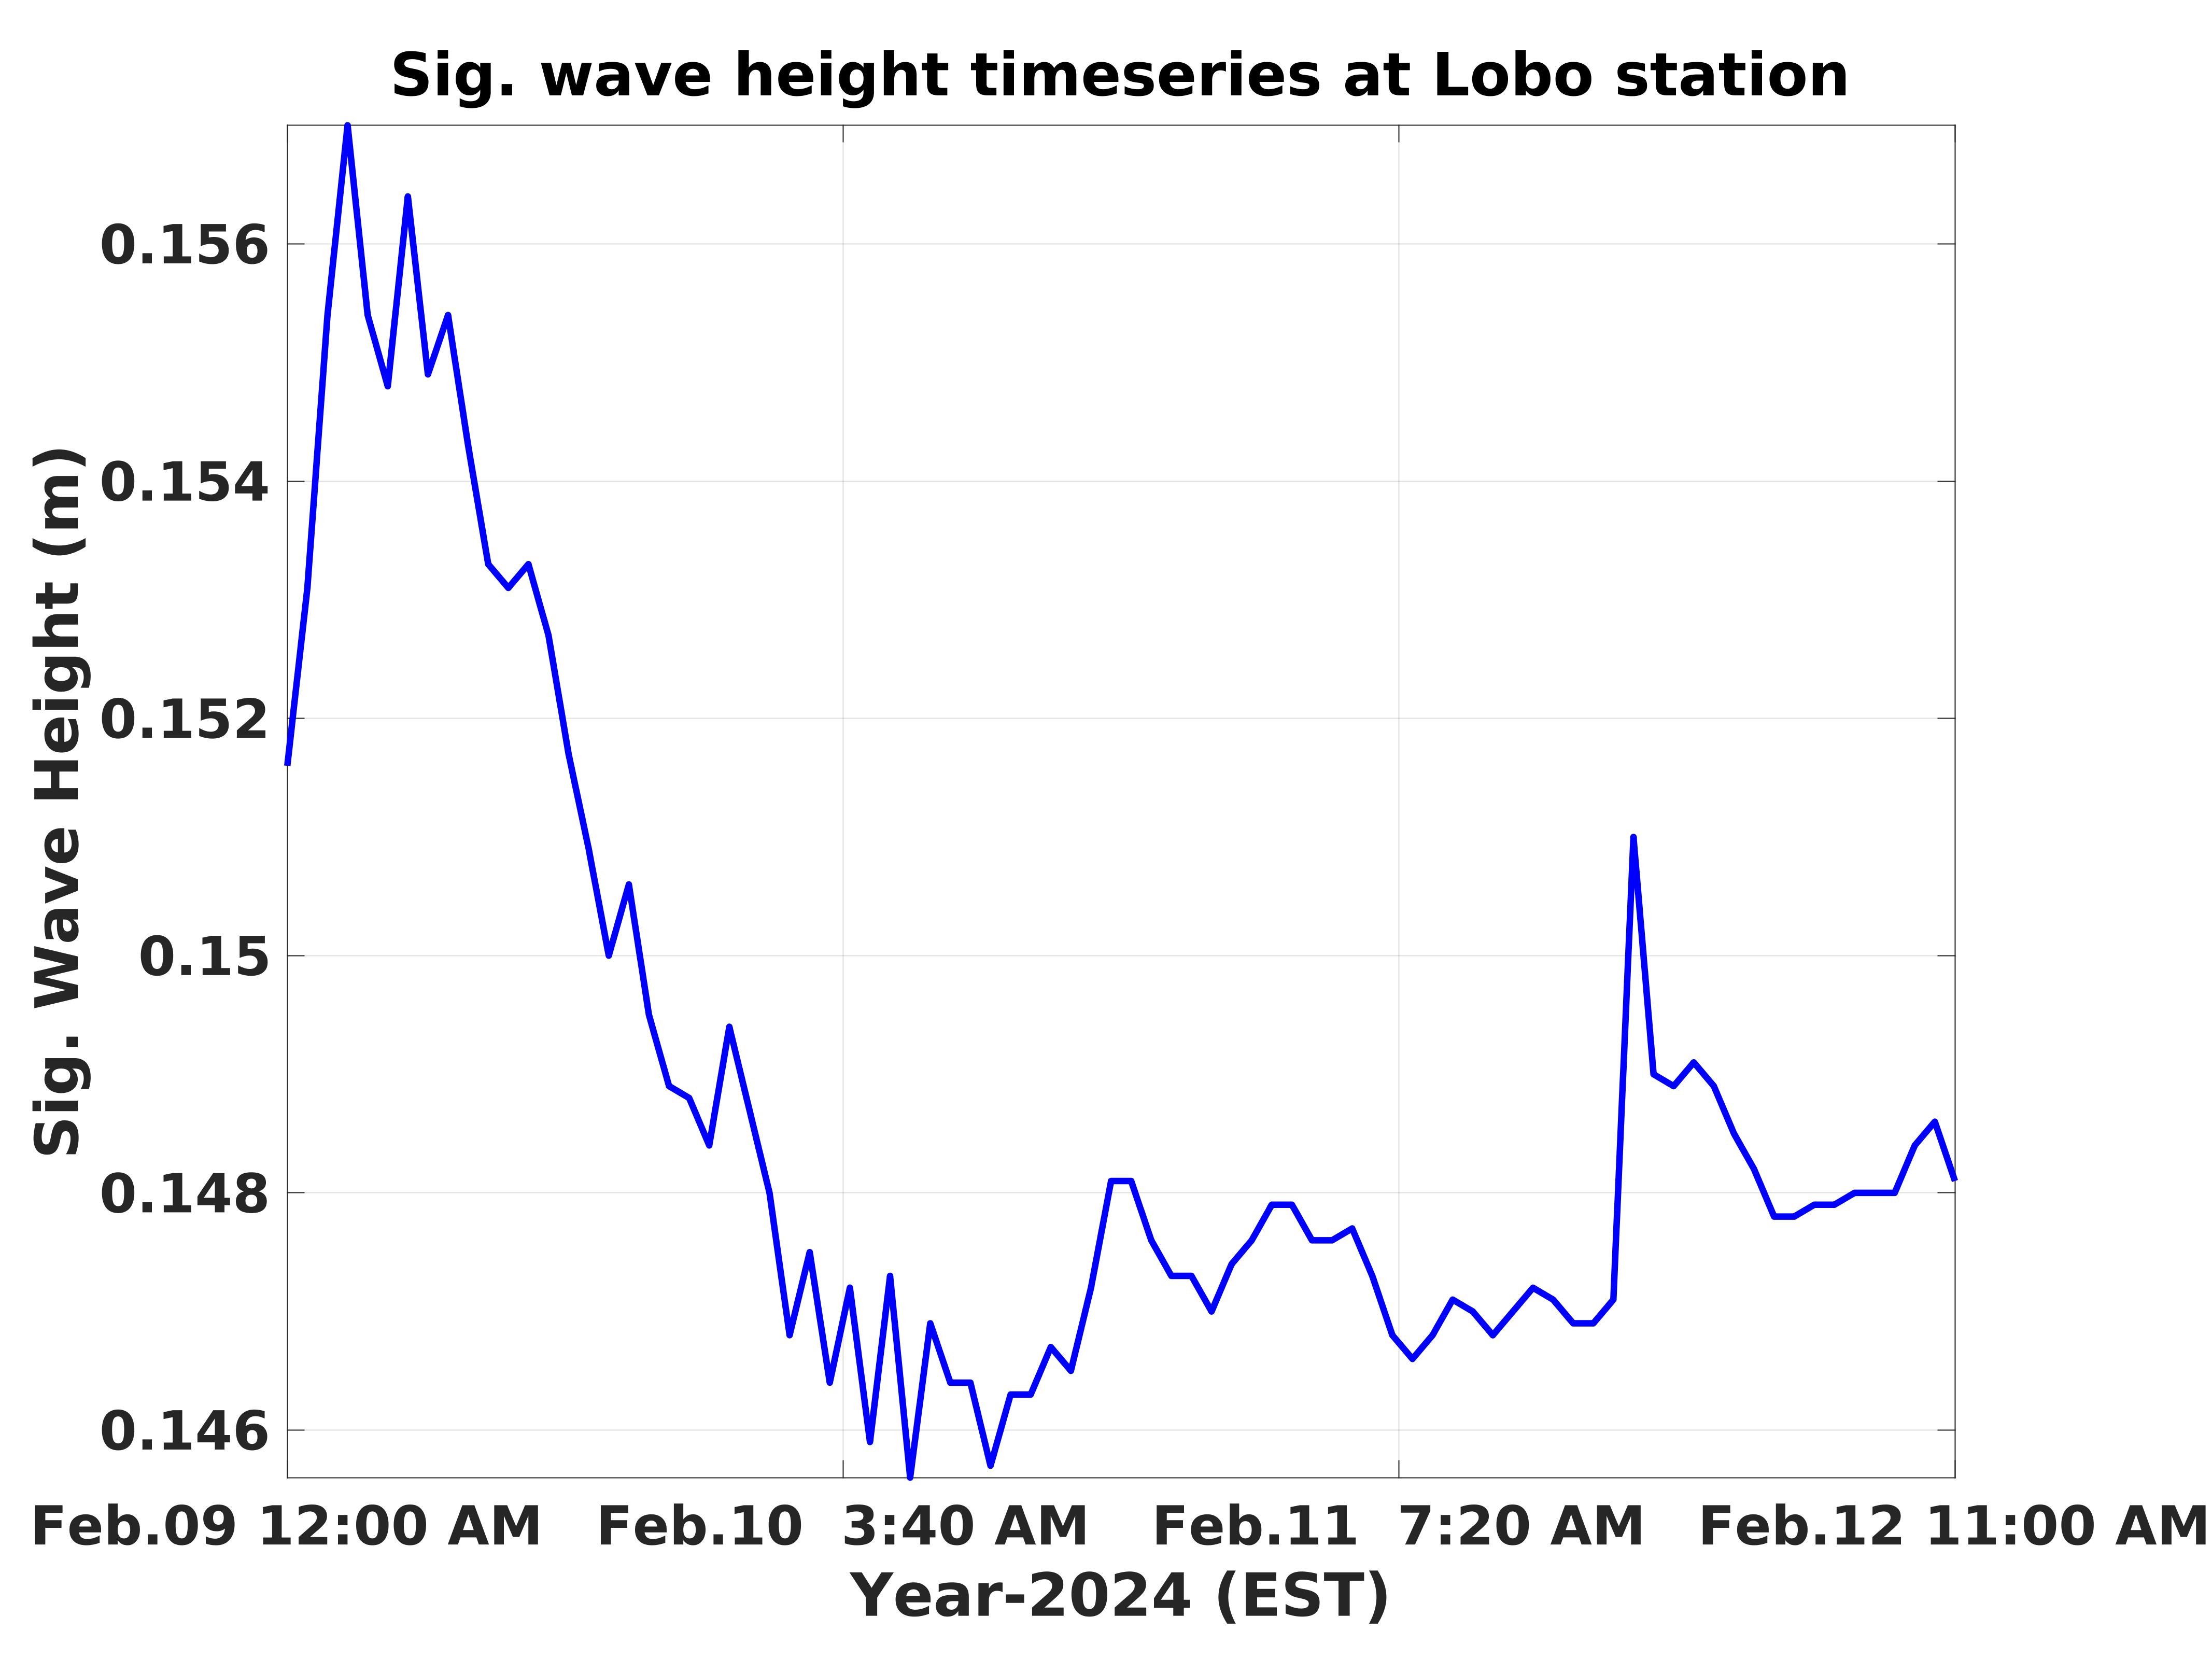 Sig. wave height timeseries at Lobo station
Sig. Wave Height (m)
0.156
0.154
0.152
0.15
0.148
0.146
Feb.09 12:00 AM Feb.10 3:40 AM Feb.11 7:20 AM Feb.12 11:00 AM
Year-2024 (EST)